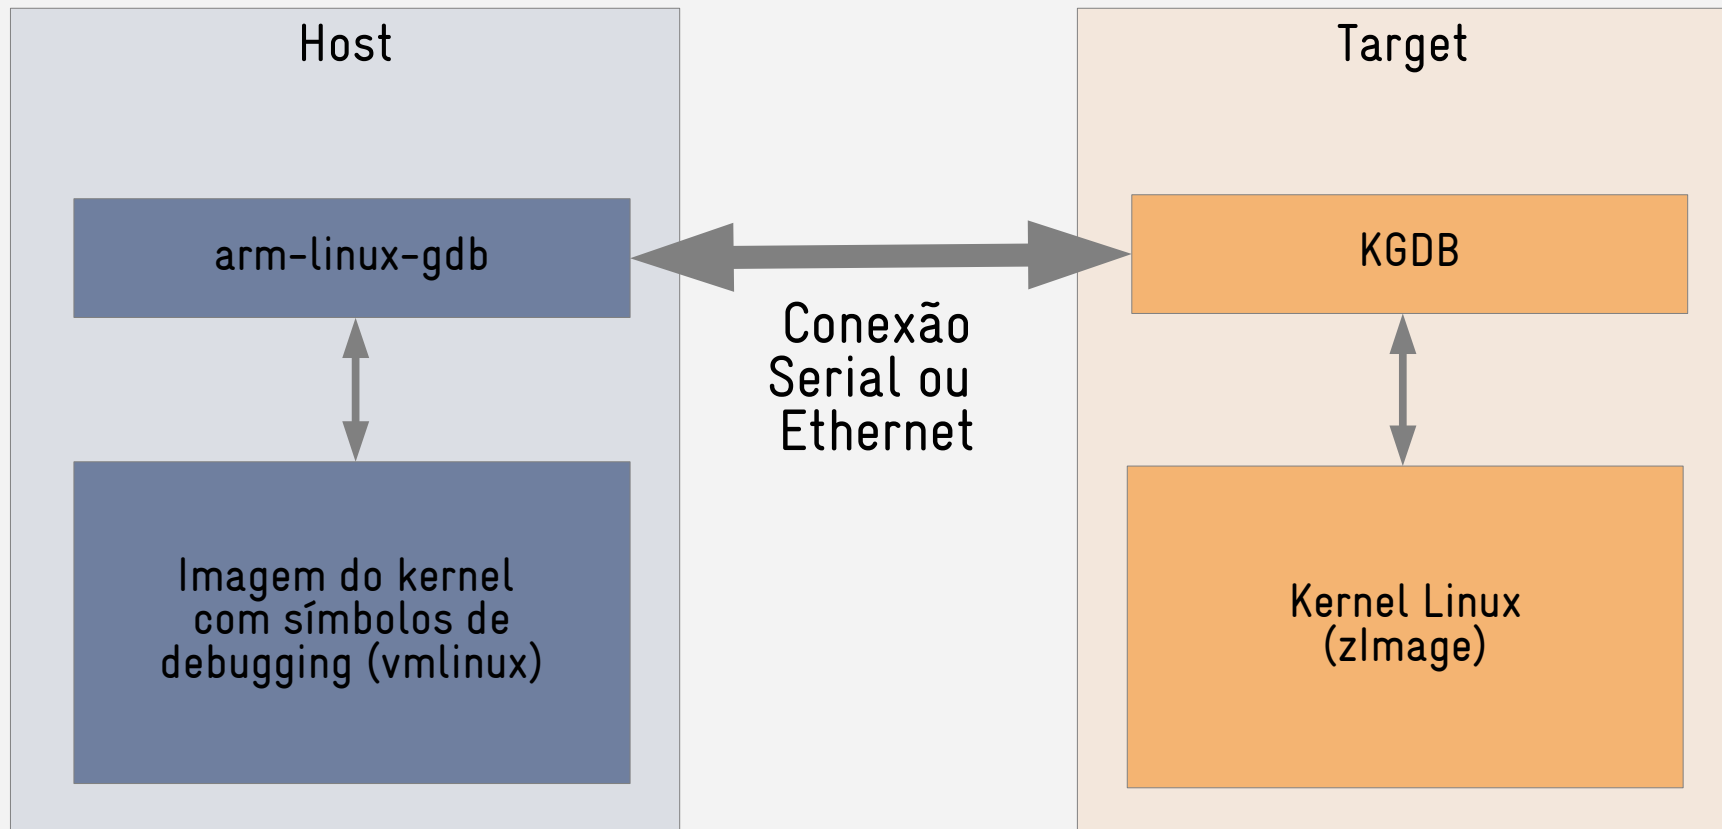 Host
Target
arm-linux-gdb
KGDB
Conexão
Serial ou
Ethernet
Imagem do kernel
com símbolos de
debugging (vmlinux)
Kernel Linux
(zImage)